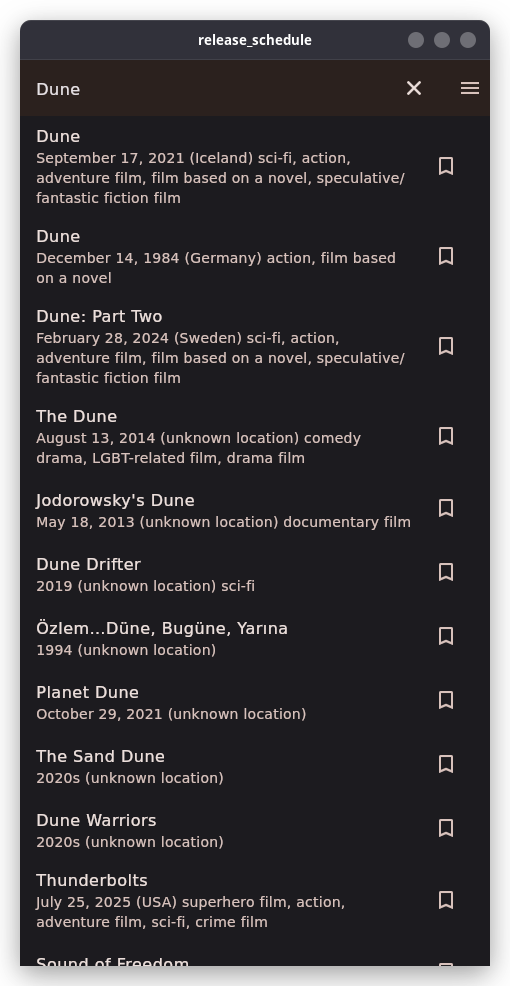 release_schedule
Dune
Dune
September 17, 2021 (Iceland) sci-fi, action,
adventure film, film based on a novel, speculative/
fantastic fiction film
Dune
December 14, 1984 (Germany) action, film based
on a novel
Dune: Part Two
February 28, 2024 (Sweden) sci-fi, action,
adventure film, film based on a novel, speculative/
fantastic fiction film
The Dune
August 13, 2014 (unknown location) comedy
drama, LGBT-related film, drama film
Jodorowsky's Dune
May 18, 2013 (unknown location) documentary film
Dune Drifter
2019 (unknown location) sci-fi
Özlem...Düne, Bugüne, Yarına
1994 (unknown location)
Planet Dune
October 29, 2021 (unknown location)
The Sand Dune
2020s (unknown location)
Dune Warriors
2020s (unknown location)
Thunderbolts
July 25, 2025 (USA) superhero film, action,
adventure film, sci-fi, crime film
Sound of Freedom